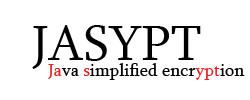 JASYPT
Java simplified encryption